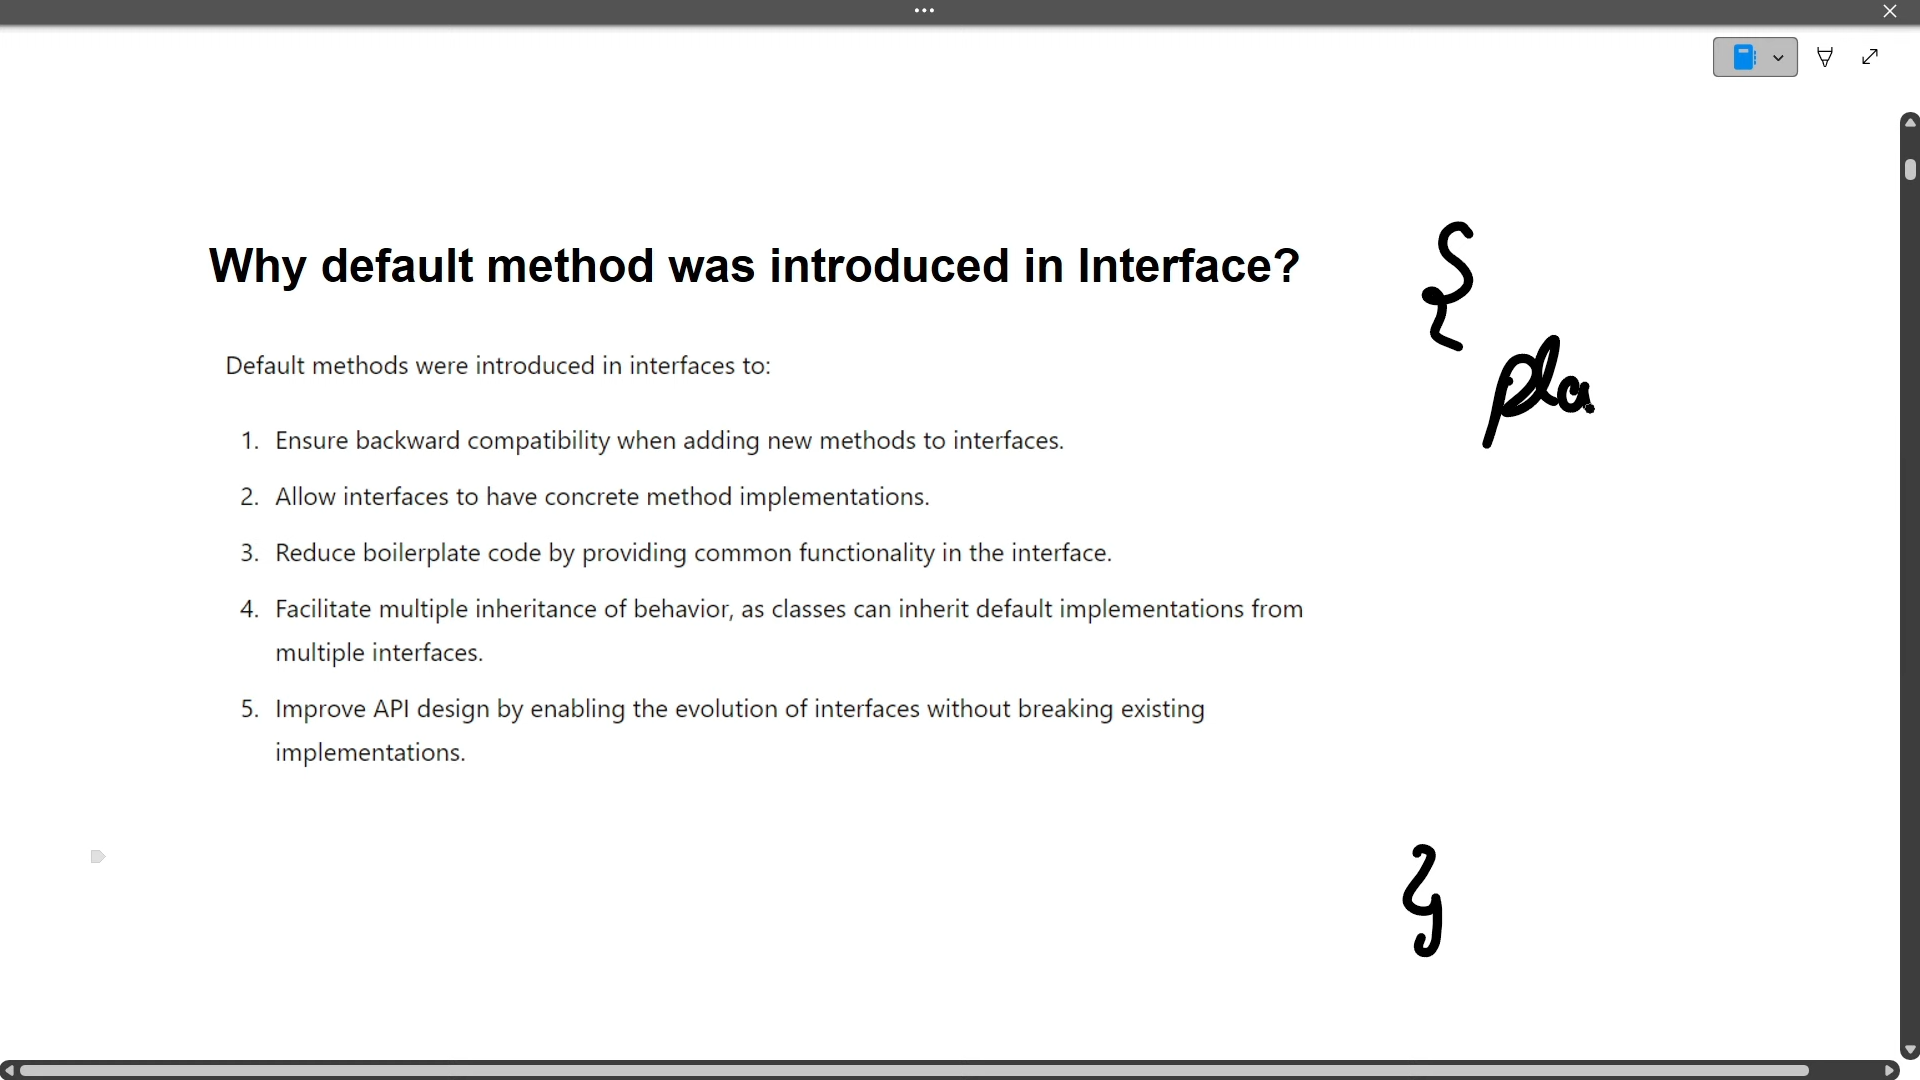 Why default method was introduced in Interface?
{
Default methods were introduced in interfaces to:
pla
1. Ensure backward compatibility when adding new methods to interfaces.
2. Allow interfaces to have concrete method implementations.
3. Reduce boilerplate code by providing common functionality in the interface.
4. Facilitate multiple inheritance of behavior, as classes can inherit default implementations from
multiple interfaces.
5. Improve API design by enabling the evolution of interfaces without breaking existing
implementations.
}